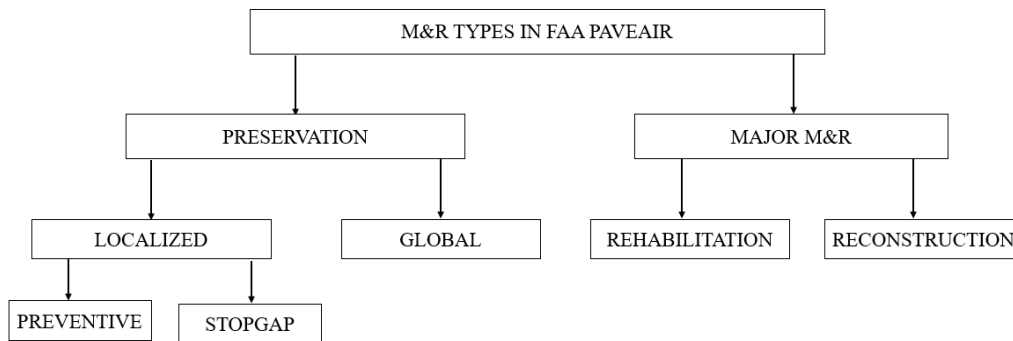 M&R TYPES IN FAA PAVEAIR
PRESERVATION
MAJOR M&R
LOCALIZED
GLOBAL
REHABILITATION
RECONSTRUCTION
PREVENTIVE
STOPGAP